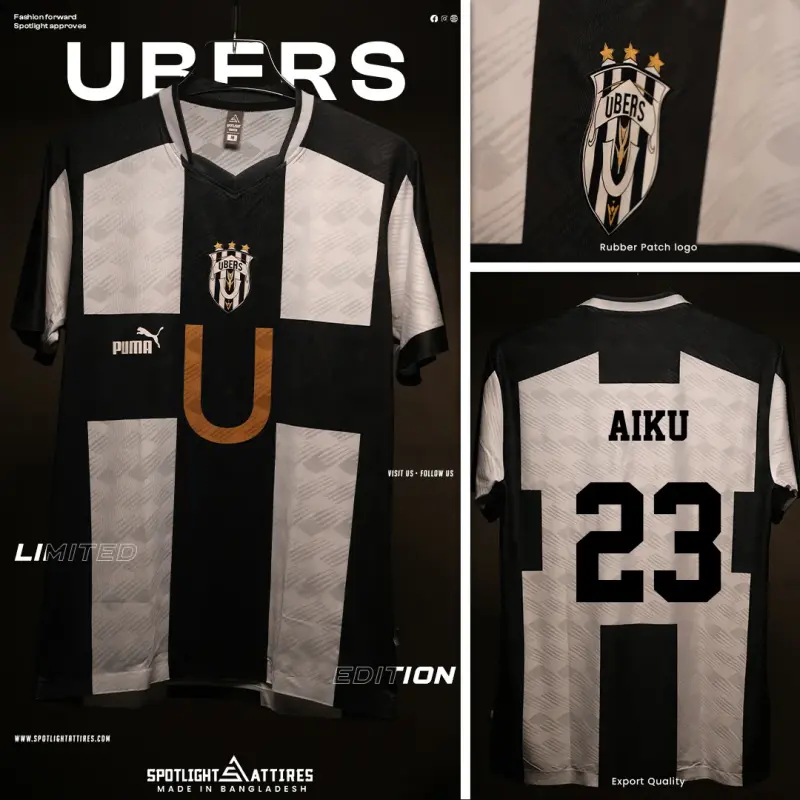 Fashion forward
Spotlight approves
UBERS
UBERS
PUMA
U
VISIT US • FOLLOW US
LIMITED
EDITION
WWW.SPOTLIGHTATTIRES.COM
SPOTLIGHT ATTIRES
MADE IN BANGLADESH
UBERS
U
Rubber Patch logo
AIKU
23
Export Quality